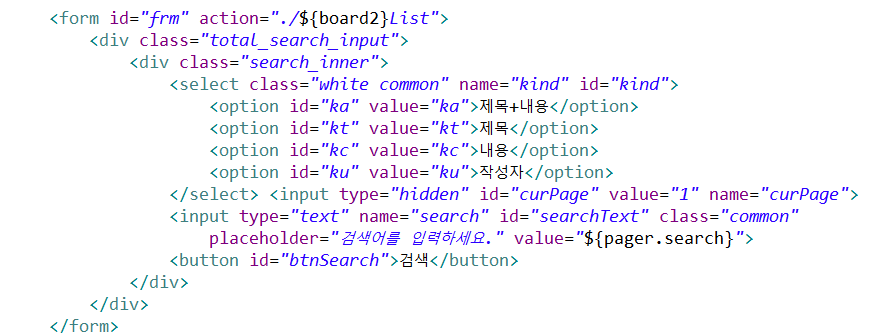 <form id="frm" action="./${board2}List">
<div class="total_search_input">
<div class="search_inner">
<select class="white common" name="kind" id="kind">
<option id="ka" value="ka">제목+내용</option>
<option id="kt" value="kt">제목</option>
<option id="kc" value="kc">내용</option>
<option id="ku" value="ku">작성자</option>
</select> <input type="hidden" id="curPage" value="1" name="curPage">
<input type="text" name="search" id="searchText" class="common"
placeholder="검색어를 입력하세요." value="${pager.search}">
<button id="btnSearch">검색</button>
</div>
</div>
</form>